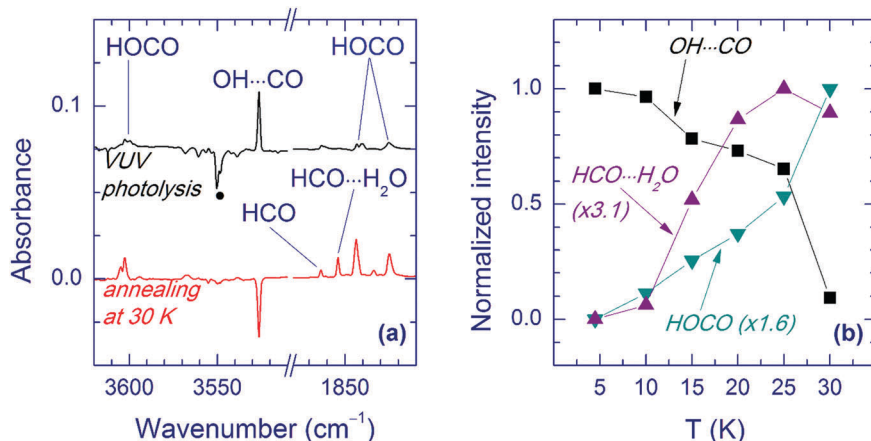 HOCO
HOCO
OH···CO
0.1
VUV
photolysis
HCO···H₂O
HCO
Absorbance
0.0
annealing
at 30 K
(a)
3600
3550
1850
Wavenumber (cm⁻¹)
OH···CO
1.0
HCO···H₂O
(x3.1)
0.5
Normalized intensity
HOCO (x1.6)
0.0
(b)
5
10
15
20
25
30
T (K)